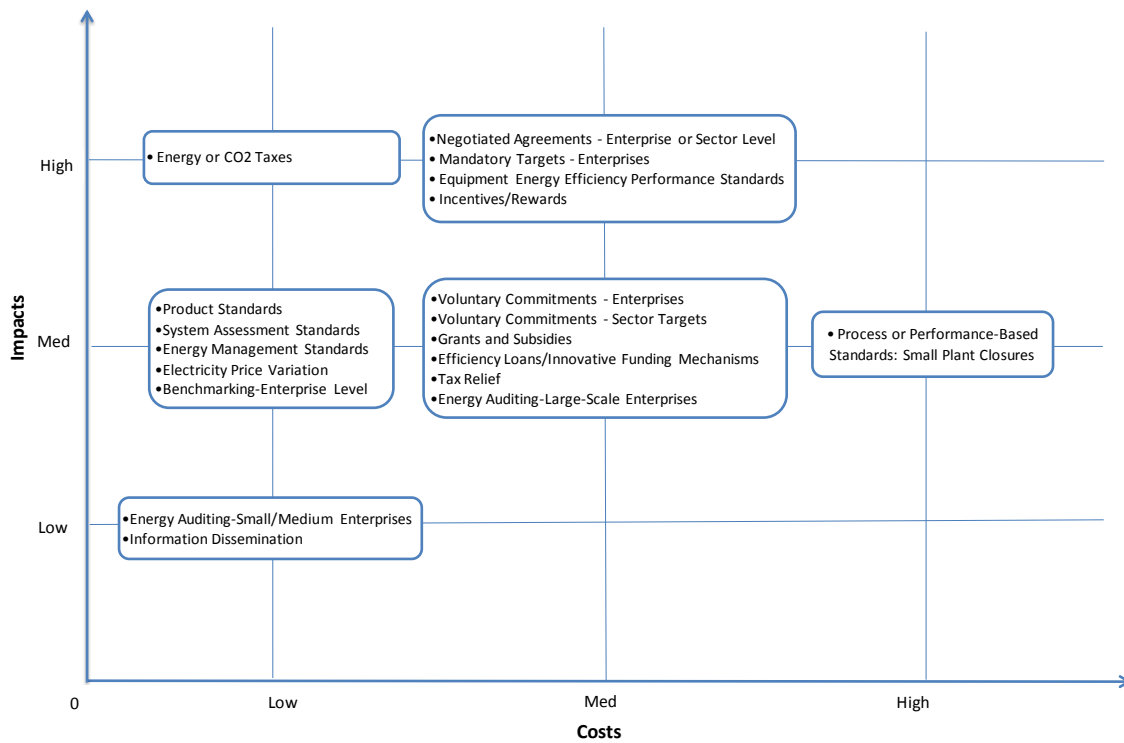 High
• Energy or CO2 Taxes
•Negotiated Agreements - Enterprise or Sector Level
• Mandatory Targets - Enterprises
• Equipment Energy Efficiency Performance Standards
• Incentives/Rewards
Impacts
Med
•Product Standards
•System Assessment Standards
•Energy Management Standards
•Electricity Price Variation
•Benchmarking-Enterprise Level
•Voluntary Commitments - Enterprises
•Voluntary Commitments - Sector Targets
•Grants and Subsidies
•Efficiency Loans/Innovative Funding Mechanisms
•Tax Relief
•Energy Auditing-Large-Scale Enterprises
• Process or Performance-Based
Standards: Small Plant Closures
Low
•Energy Auditing-Small/Medium Enterprises
•Information Dissemination
0
Low
Med
High
Costs